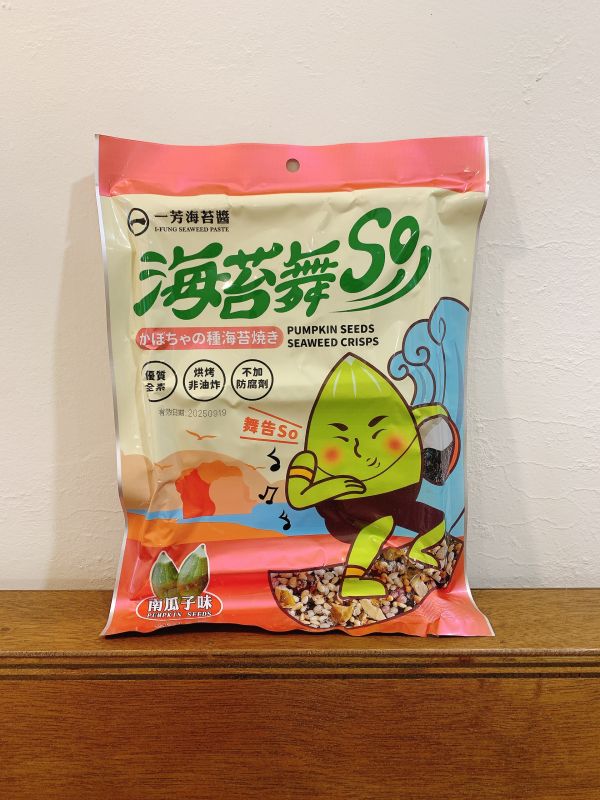 一芳海苔醬
I-FUNG SEAWEED PASTE
海苔舞So
かぼちゃの種海苔焼き
PUMPKIN SEEDS
SEAWEED CRISPS
優質
全素
烘烤
非油炸
不加
防腐劑
有效日期: 20250919
舞告So
南瓜子味
PUMPKIN SEEDS